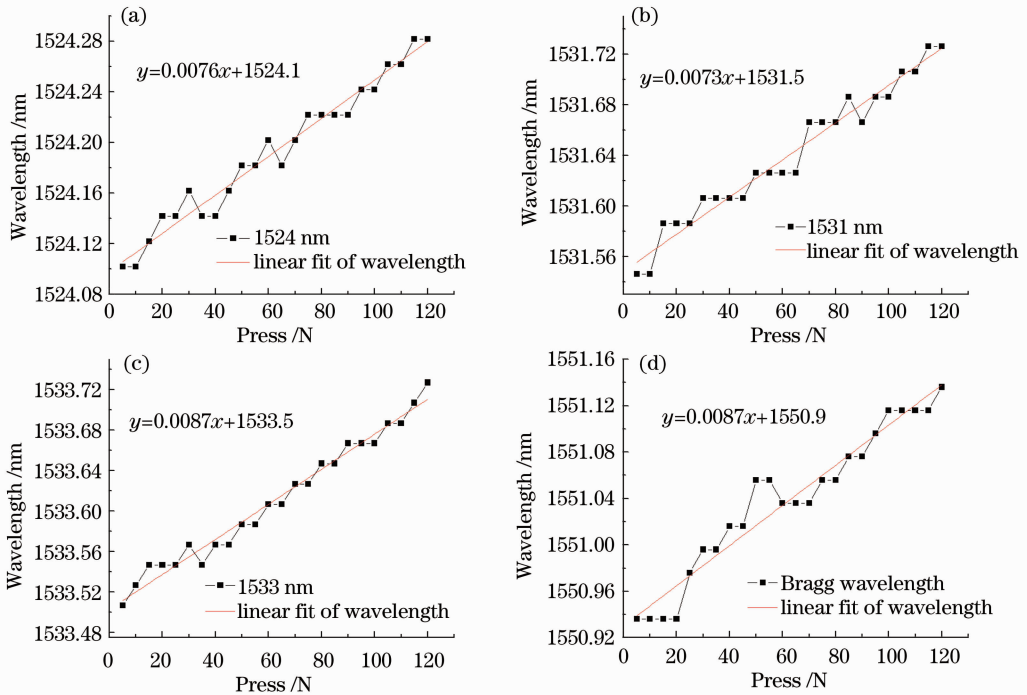 (a)
1524.28
1524.24
1524.20
1524.16
1524.12
1524.08
Wavelength /nm
y=0.0076x+1524.1
1524 nm
linear fit of wavelength
0 20 40 60 80 100 120
Press /N
(b)
1531.72
1531.68
1531.64
1531.60
1531.56
Wavelength /nm
y=0.0073x+1531.5
1531 nm
linear fit of wavelength
0 20 40 60 80 100 120
Press /N
(c)
1533.72
1533.68
1533.64
1533.60
1533.56
1533.52
1533.48
Wavelength /nm
y=0.0087x+1533.5
1533 nm
linear fit of wavelength
0 20 40 60 80 100 120
Press /N
(d)
1551.16
1551.12
1551.08
1551.04
1551.00
1550.96
1550.92
Wavelength /nm
y=0.0087x+1550.9
Bragg wavelength
linear fit of wavelength
0 20 40 60 80 100 120
Press /N